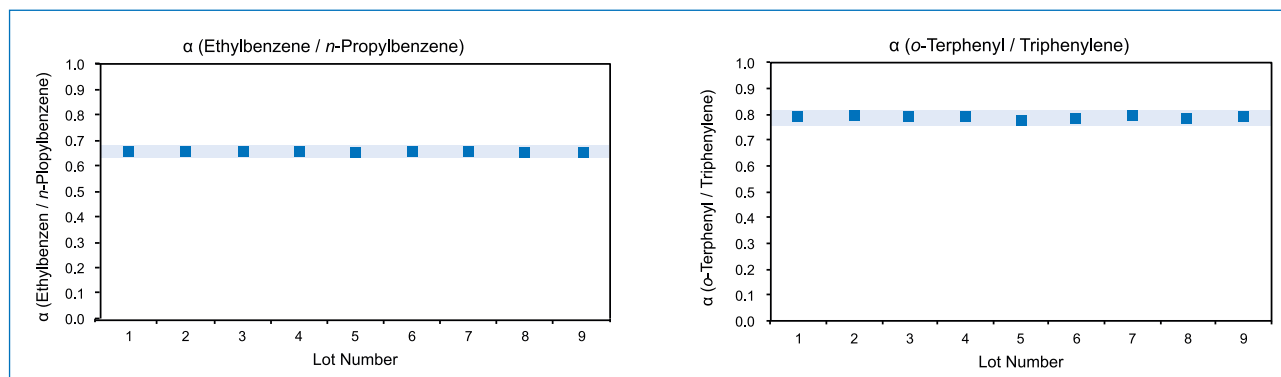 α (Ethylbenzene / n-Propylbenzene)
α (Ethylbenzen / n-Plopylbenzene)
1.0
0.9
0.8
0.7
0.6
0.5
0.4
0.3
0.2
0.1
0.0
1 2 3 4 5 6 7 8 9
Lot Number
α (o-Terphenyl / Triphenylene)
α (o-Terphenyl / Triphenylene)
1.0
0.9
0.8
0.7
0.6
0.5
0.4
0.3
0.2
0.1
0.0
1 2 3 4 5 6 7 8 9
Lot Number